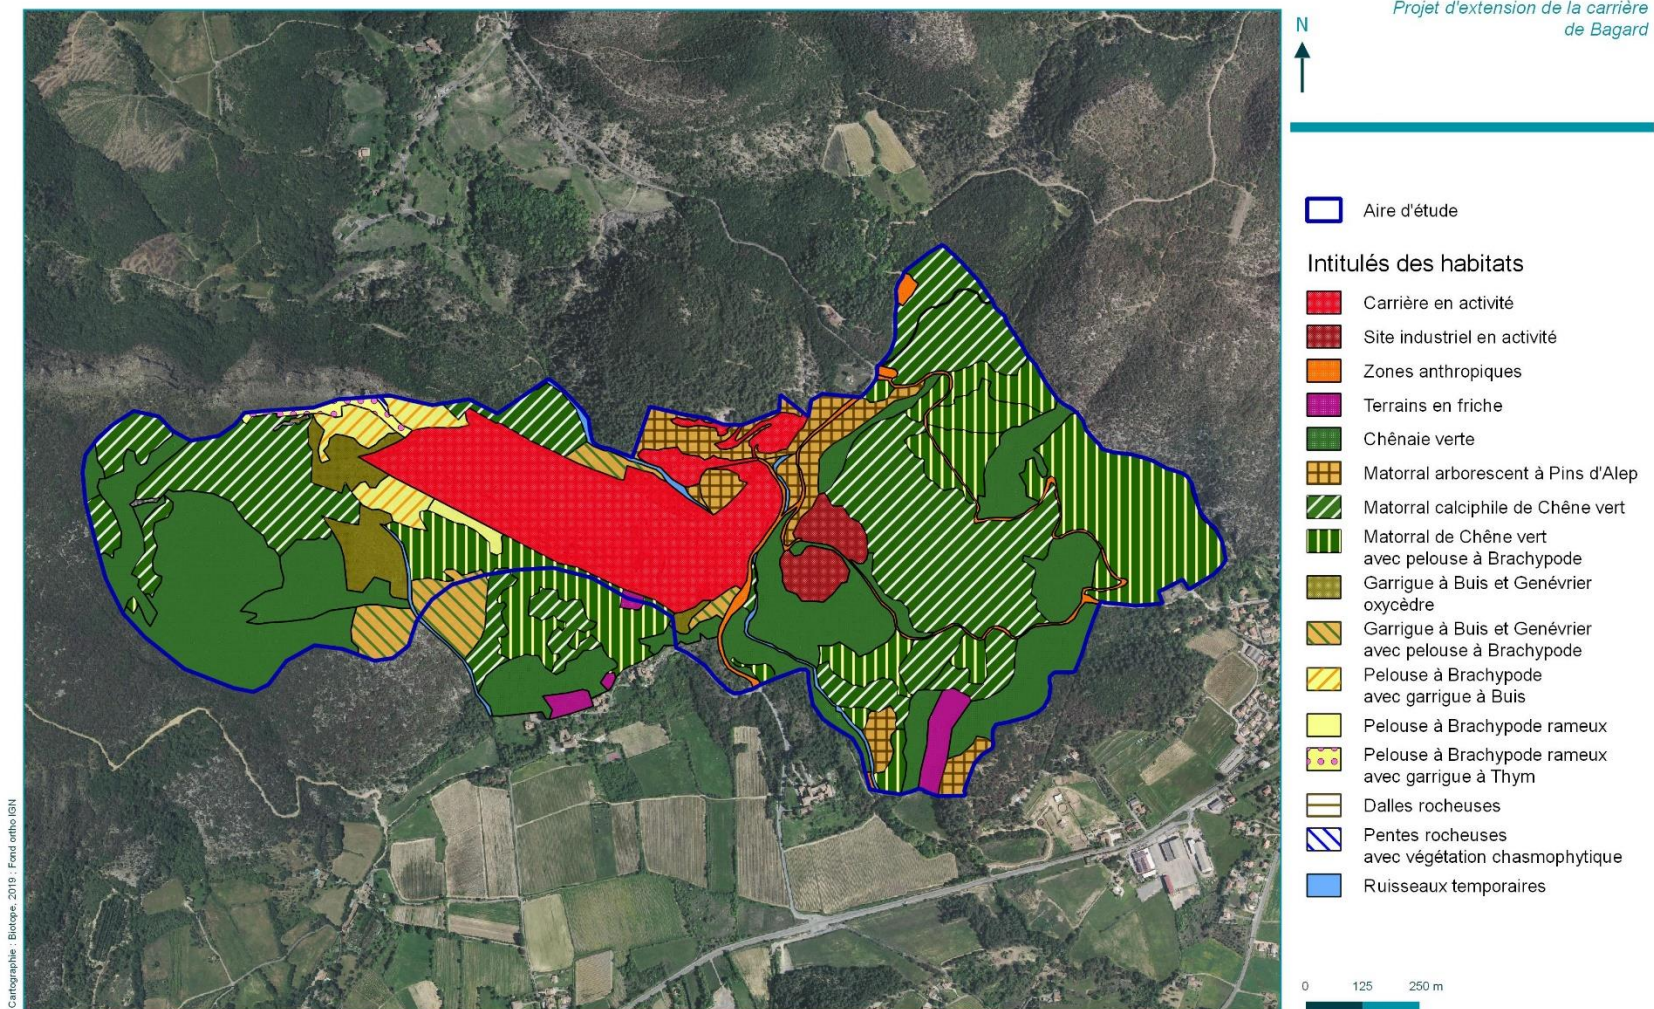 Projet d'extension de la carrière
de Bagard
N
Aire d'étude
Intitulés des habitats
Carrière en activité
Site industriel en activité
Zones anthropiques
Terrains en friche
Chênaie verte
Matorral arborescent à Pins d'Alep
Matorral calciphile de Chêne vert
Matorral de Chêne vert
avec pelouse à Brachypode
Garrigue à Buis et Genévrier
oxycèdre
Garrigue à Buis et Genévrier
avec pelouse à Brachypode
Pelouse à Brachypode
avec garrigue à Buis
Pelouse à Brachypode rameux
Pelouse à Brachypode rameux
avec garrigue à Thym
Dalles rocheuses
Pentes rocheuses
avec végétation chasmophytique
Ruisseaux temporaires
0 125 250 m
Cartographie : Biotope, 2019 : Fond ortho IGN